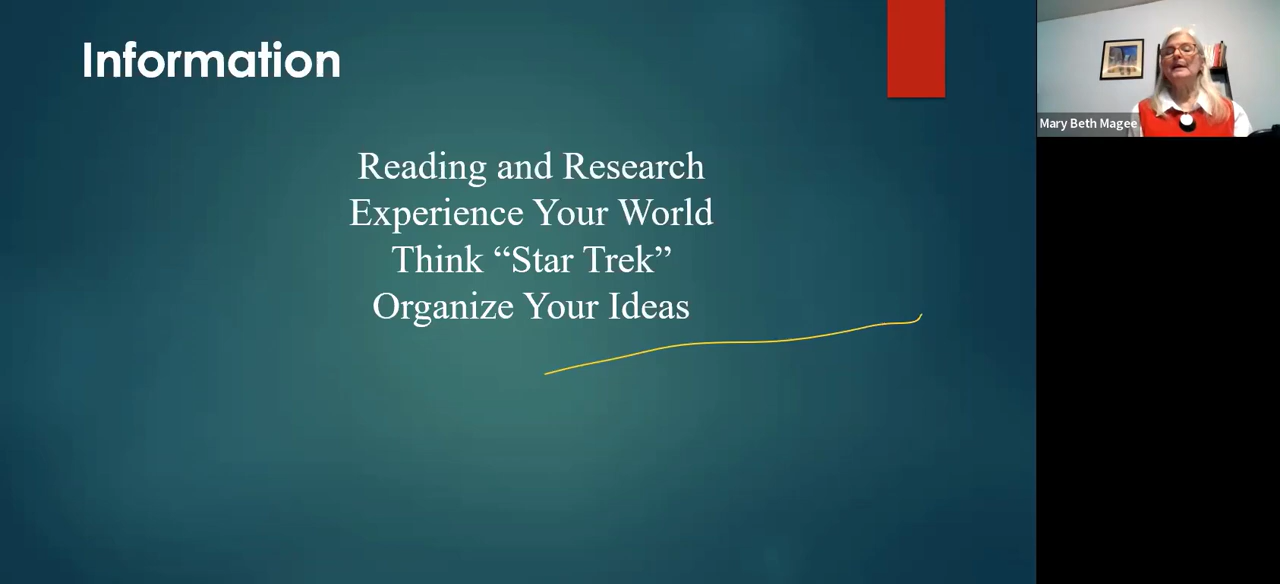 Information
Reading and Research
Experience Your World
Think “Star Trek”
Organize Your Ideas
Mary Beth Magee